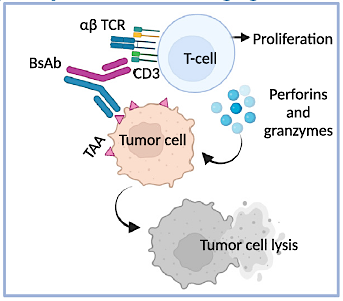 αβ TCR
T-cell
Proliferation
BsAb
CD3
Perforins
and
granzymes
TAA
Tumor cell
Tumor cell lysis